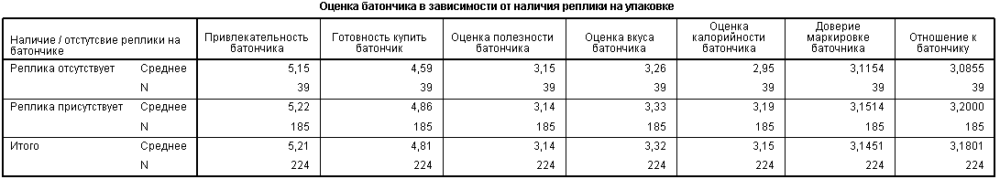 Оценка батончика в зависимости от наличия реплики на упаковке
Наличие / отстутсвие реплики на батончике Привлекательность батончика Готовность купить батончик Оценка полезности батончика Оценка вкуса батончика Оценка калорийности батончика Доверие маркировке баточника Отношение к батончику
Реплика отсутствует Среднее 5,15 4,59 3,15 3,26 2,95 3,1154 3,0855
N 39 39 39 39 39 39 39
Реплика присутствует Среднее 5,22 4,86 3,14 3,33 3,19 3,1514 3,2000
N 185 185 185 185 185 185 185
Итого Среднее 5,21 4,81 3,14 3,32 3,15 3,1451 3,1801
N 224 224 224 224 224 224 224